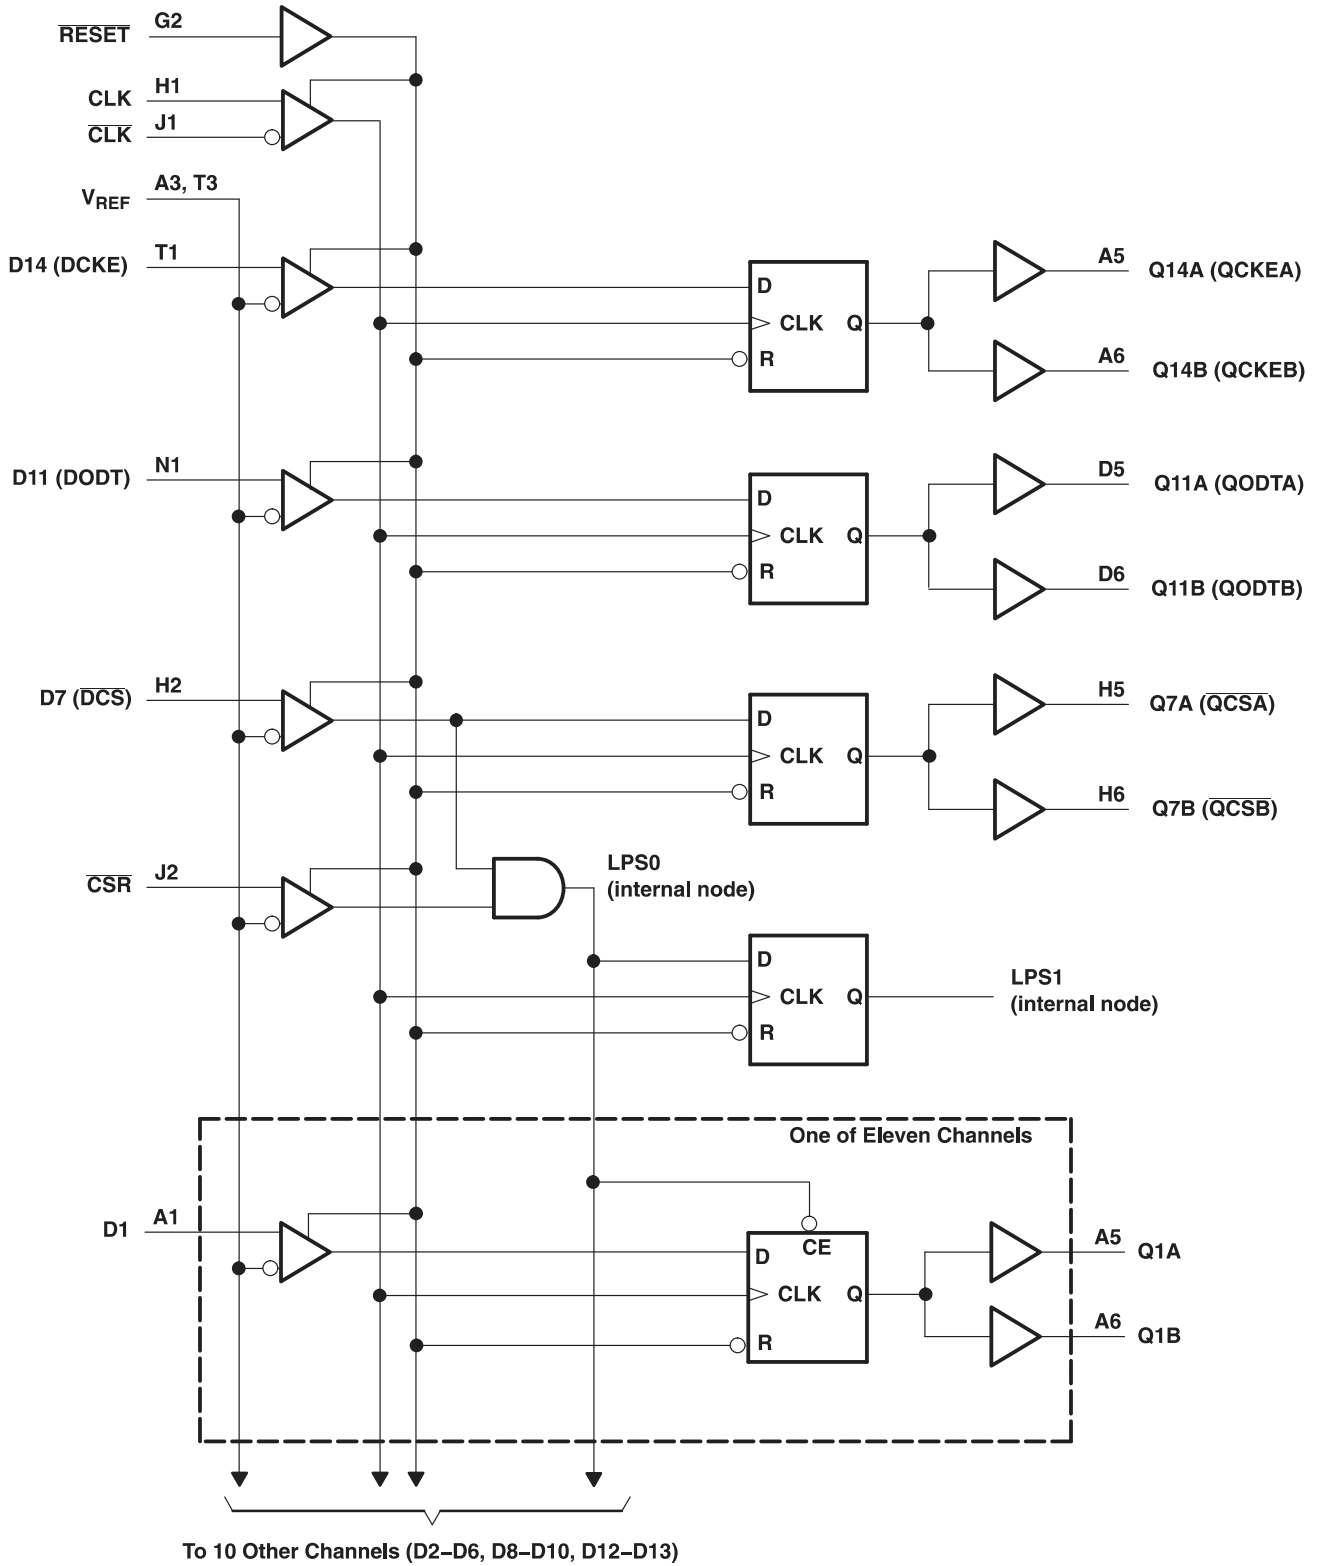 RESET G2
CLK H1
CLK J1
VREF A3, T3
D14 (DCKE) T1
D
CLK Q
R
A5 Q14A (QCKEA)
A6 Q14B (QCKEB)
D11 (DODT) N1
D
CLK Q
R
D5 Q11A (QODTA)
D6 Q11B (QODTB)
D7 (DCS) H2
D
CLK Q
R
H5 Q7A (QCSA)
H6 Q7B (QCSB)
CSR J2
LPS0
(internal node)
D
CLK Q
R
LPS1
(internal node)
One of Eleven Channels
D1 A1
CE
D
CLK Q
R
A5 Q1A
A6 Q1B
To 10 Other Channels (D2–D6, D8–D10, D12–D13)